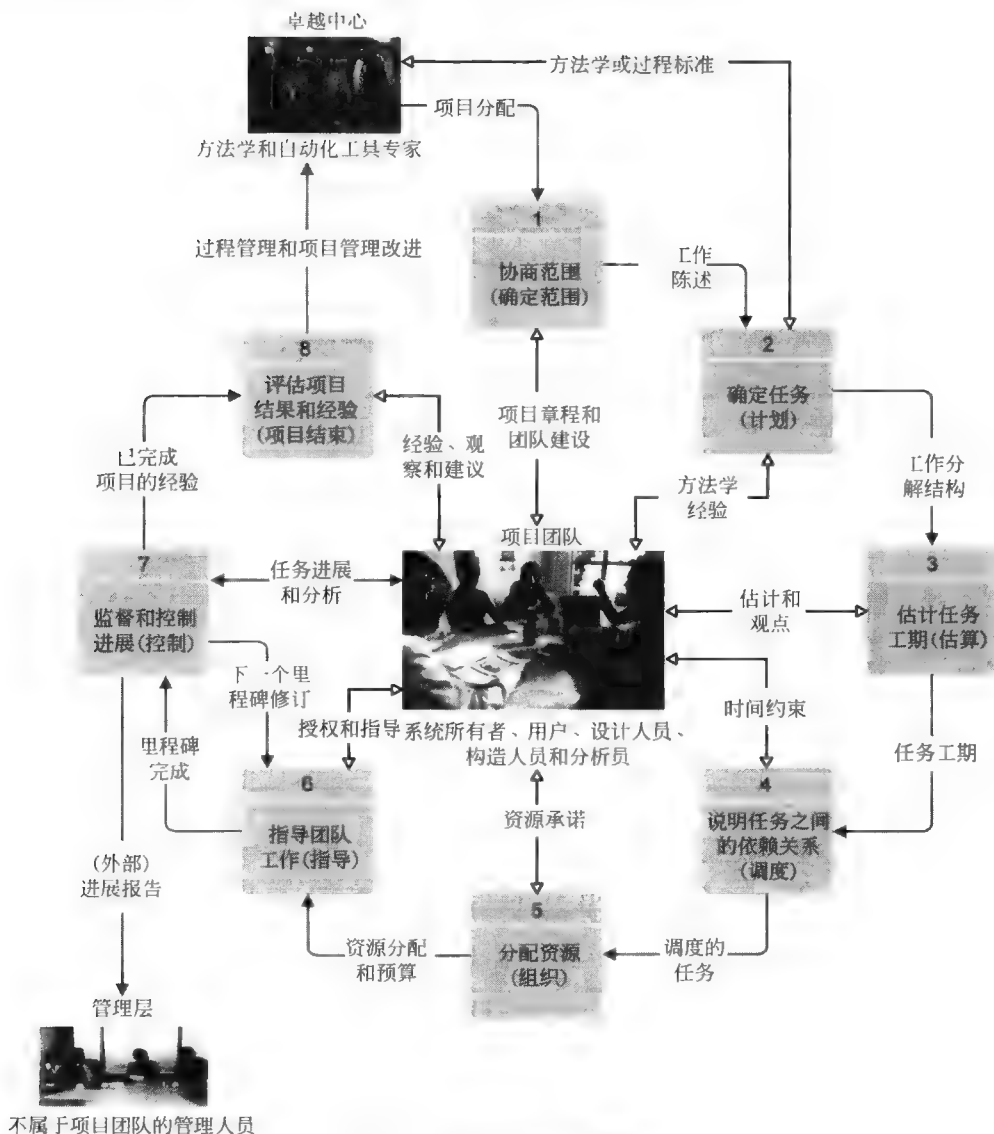 卓越中心
方法学或过程标准
项目分配
方法学和自动化工具专家
1
协商范围
(确定范围)
过程管理和项目管理改进
工作
陈述
8
评估项目
结果和经验
(项目结束)
2
确定任务
(计划)
项目章程和
团队建设
经验、观
察和建议
已完成
项目的经验
工作分
解结构
方法学
经验
项目团队
7
监督和控制
进展(控制)
任务进展
和分析
3
估计任务
工期(估算)
估计和
观点
下一个里
程碑修订
时间约束
授权和指导
系统所有者、用户、设计人员、
构造人员和分析员
里程碑
完成
任务工期
6
指导团队
工作(指导)
资源承诺
4
说明任务之间
的依赖关系
(调度)
(外部)
进展报告
5
分配资源
(组织)
资源分配
和预算
调度的
任务
管理层
不属于项目团队的管理人员